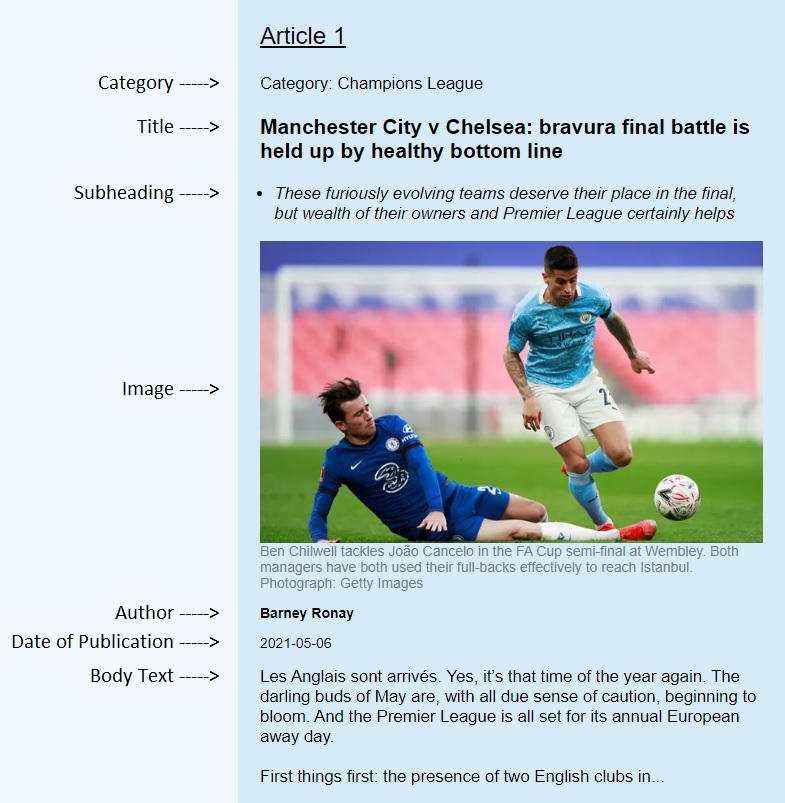 Article 1
Category ----->
Category: Champions League
Title ----->
Manchester City v Chelsea: bravura final battle is
held up by healthy bottom line
Subheading ----->
• These furiously evolving teams deserve their place in the final,
but wealth of their owners and Premier League certainly helps
Image ----->
Ben Chilwell tackles João Cancelo in the FA Cup semi-final at Wembley. Both
managers have both used their full-backs effectively to reach Istanbul.
Photograph: Getty Images
Author ----->
Barney Ronay
Date of Publication ----->
2021-05-06
Body Text ----->
Les Anglais sont arrivés. Yes, it’s that time of the year again. The
darling buds of May are, with all due sense of caution, beginning to
bloom. And the Premier League is all set for its annual European
away day.
First things first: the presence of two English clubs in...